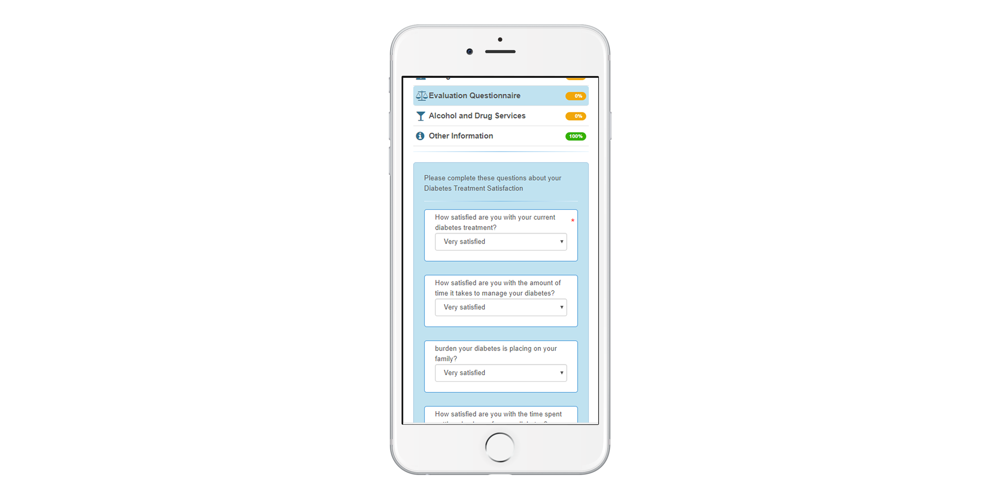 Evaluation Questionnaire 0%
Alcohol and Drug Services 0%
Other Information 100%
Please complete these questions about your
Diabetes Treatment Satisfaction
How satisfied are you with your current
diabetes treatment? *
Very satisfied
How satisfied are you with the amount of
time it takes to manage your diabetes?
Very satisfied
burden your diabetes is placing on your
family?
Very satisfied
How satisfied are you with the time spent